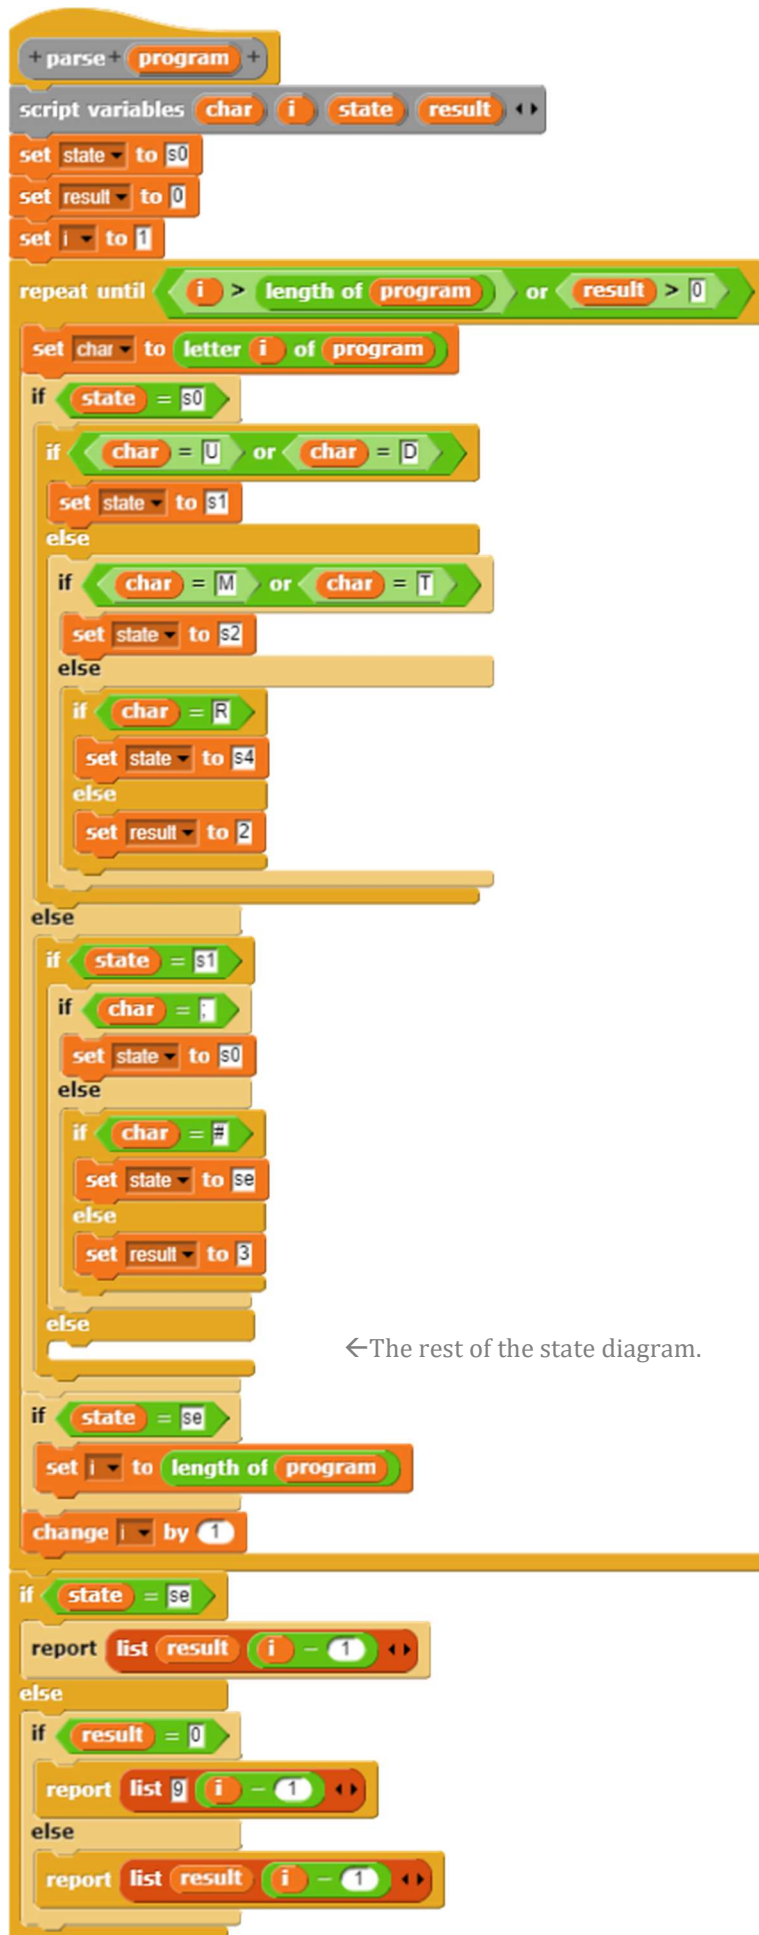 + parse + program +
script variables char i state result
set state to s0
set result to 0
set i to 1
repeat until i > length of program or result > 0
set char to letter i of program
if state = s0
if char = U or char = D
set state to s1
else
if char = M or char = T
set state to s2
else
if char = R
set state to s4
else
set result to 2
else
if state = s1
if char = ;
set state to s0
else
if char = #
set state to se
else
set result to 3
else
←The rest of the state diagram.
if state = se
set i to length of program
change i by 1
if state = se
report list result i - 1
else
if result = 0
report list 9 i - 1
else
report list result i - 1